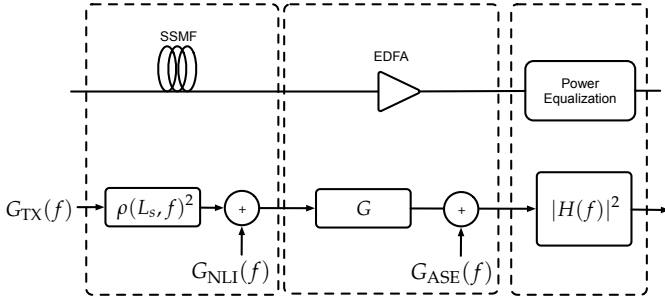 SSMF
EDFA
Power
Equalization
G_TX(f)
ρ(L_s, f)²
+
G
+
|H(f)|²
G_NLI(f)
G_ASE(f)